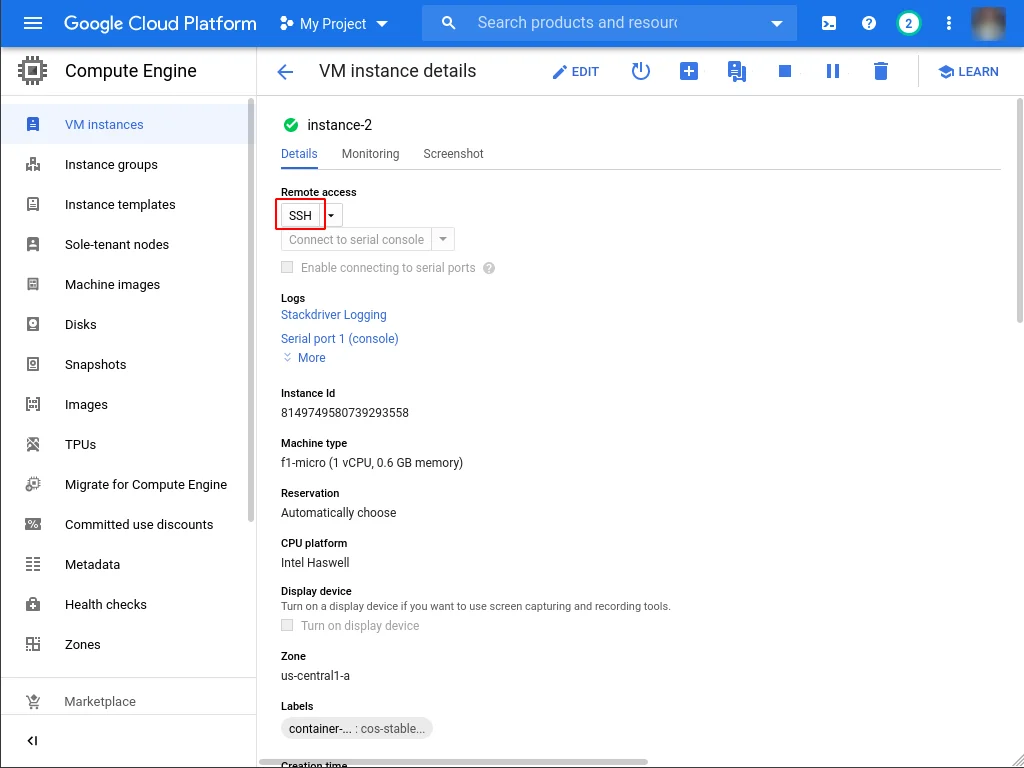 Google Cloud Platform
My Project
Search products and resourc
2
Compute Engine
VM instance details
EDIT
LEARN
VM instances
Instance groups
Instance templates
Sole-tenant nodes
Machine images
Disks
Snapshots
Images
TPUs
Migrate for Compute Engine
Committed use discounts
Metadata
Health checks
Zones
Marketplace
instance-2
Details Monitoring Screenshot
Remote access
SSH
Connect to serial console
Enable connecting to serial ports
Logs
Stackdriver Logging
Serial port 1 (console)
More
Instance Id
8149749580739293558
Machine type
f1-micro (1 vCPU, 0.6 GB memory)
Reservation
Automatically choose
CPU platform
Intel Haswell
Display device
Turn on a display device if you want to use screen capturing and recording tools.
Turn on display device
Zone
us-central1-a
Labels
container-... : cos-stable...
Creation time